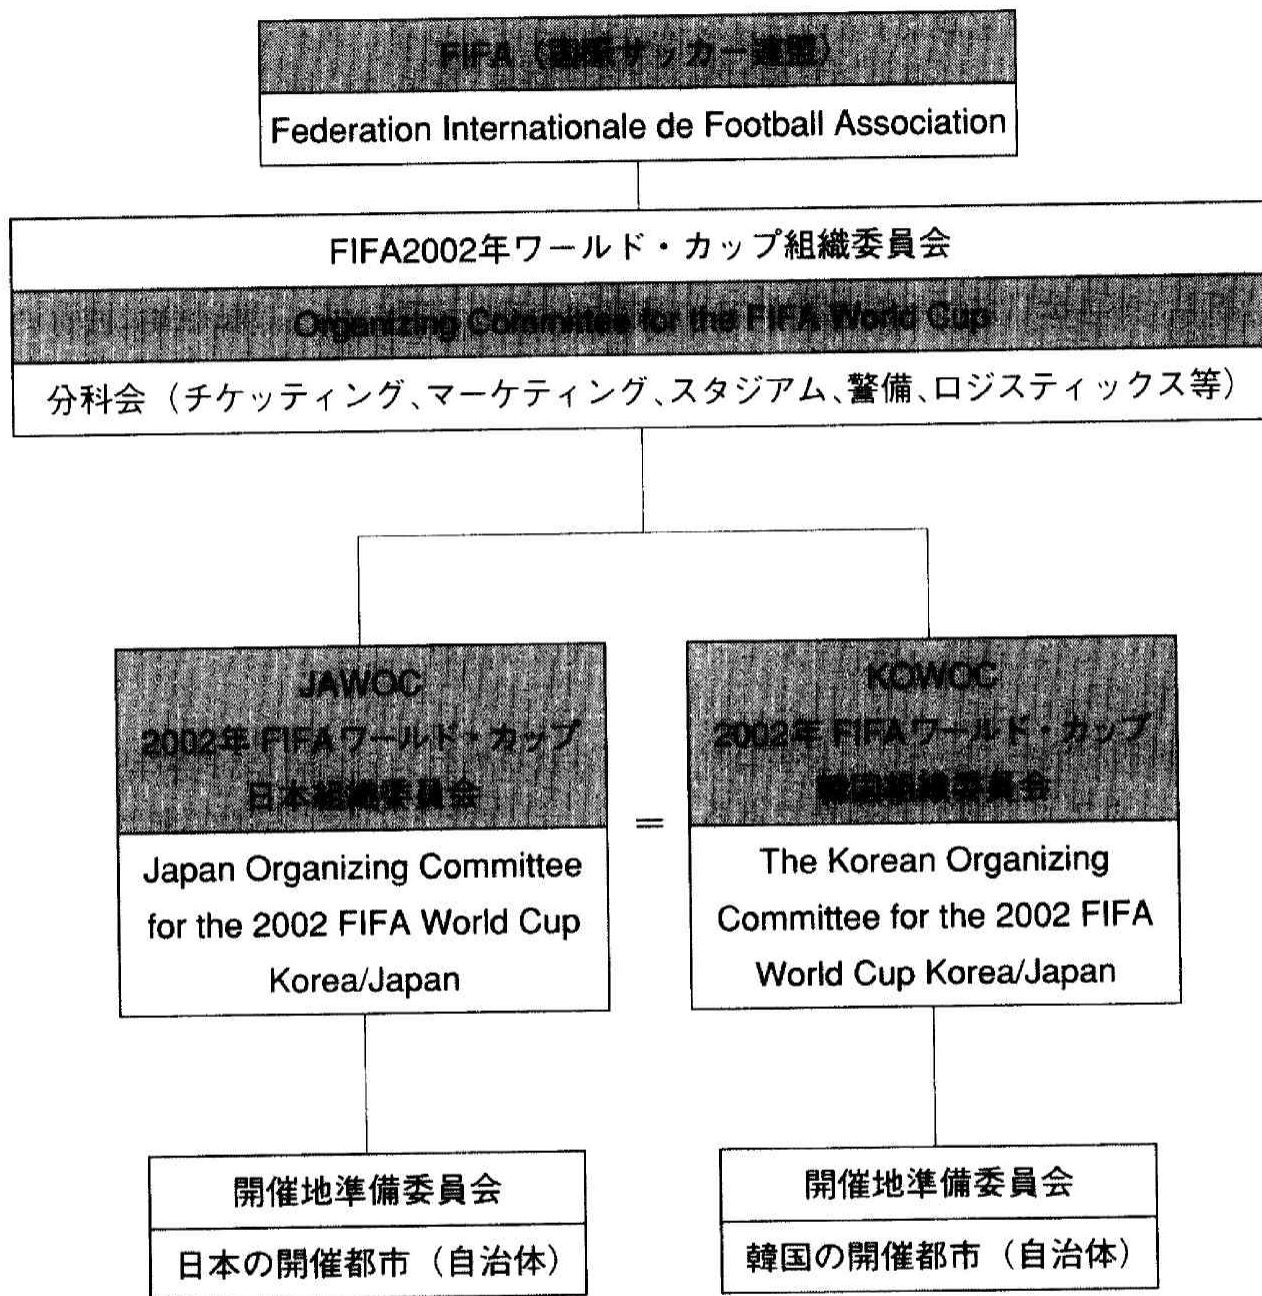 FIFA（国際サッカー連盟）
Federation Internationale de Football Association
FIFA2002年ワールド・カップ組織委員会
Organizing Committee for the FIFA World Cup
分科会（チケッティング、マーケティング、スタジアム、警備、ロジスティックス等）
JAWOC
2002年 FIFAワールド・カップ
日本組織委員会
Japan Organizing Committee
for the 2002 FIFA World Cup
Korea/Japan
＝
KOWOC
2002年 FIFAワールド・カップ
韓国組織委員会
The Korean Organizing
Committee for the 2002 FIFA
World Cup Korea/Japan
開催地準備委員会
日本の開催都市（自治体）
開催地準備委員会
韓国の開催都市（自治体）